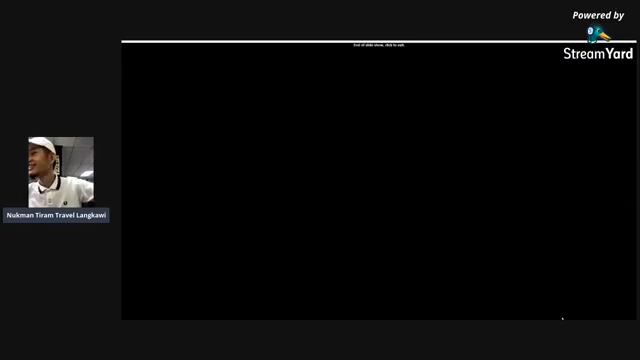 Powered by
End of slide show, click to exit.
StreamYard
Nukman Tiram Travel Langkawi